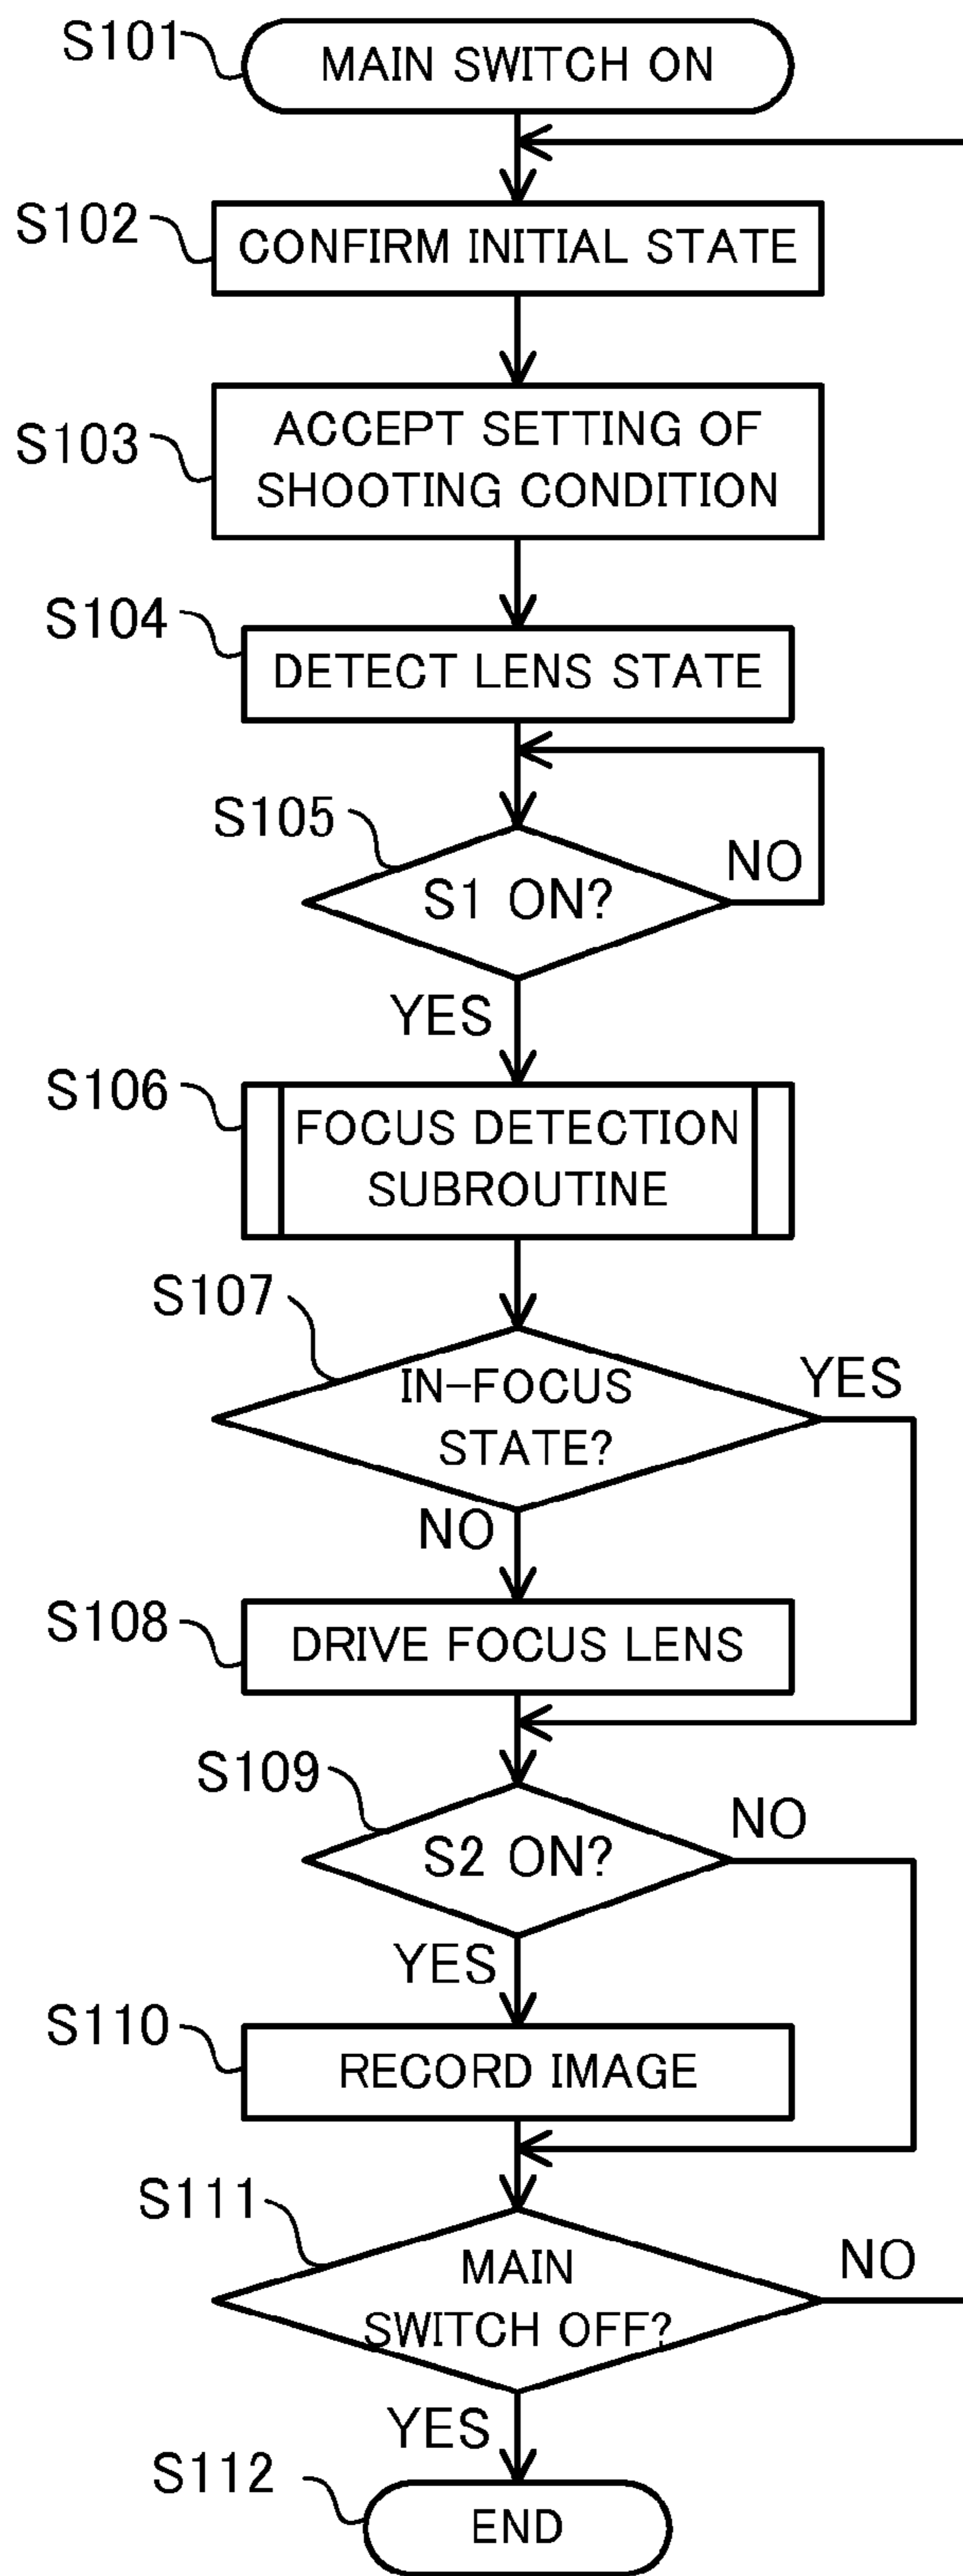 S101
MAIN SWITCH ON
S102
CONFIRM INITIAL STATE
S103
ACCEPT SETTING OF
SHOOTING CONDITION
S104
DETECT LENS STATE
S105
S1 ON?
NO
YES
S106
FOCUS DETECTION
SUBROUTINE
S107
IN-FOCUS
STATE?
YES
NO
S108
DRIVE FOCUS LENS
S109
S2 ON?
NO
YES
S110
RECORD IMAGE
S111
MAIN
SWITCH OFF?
NO
YES
S112
END